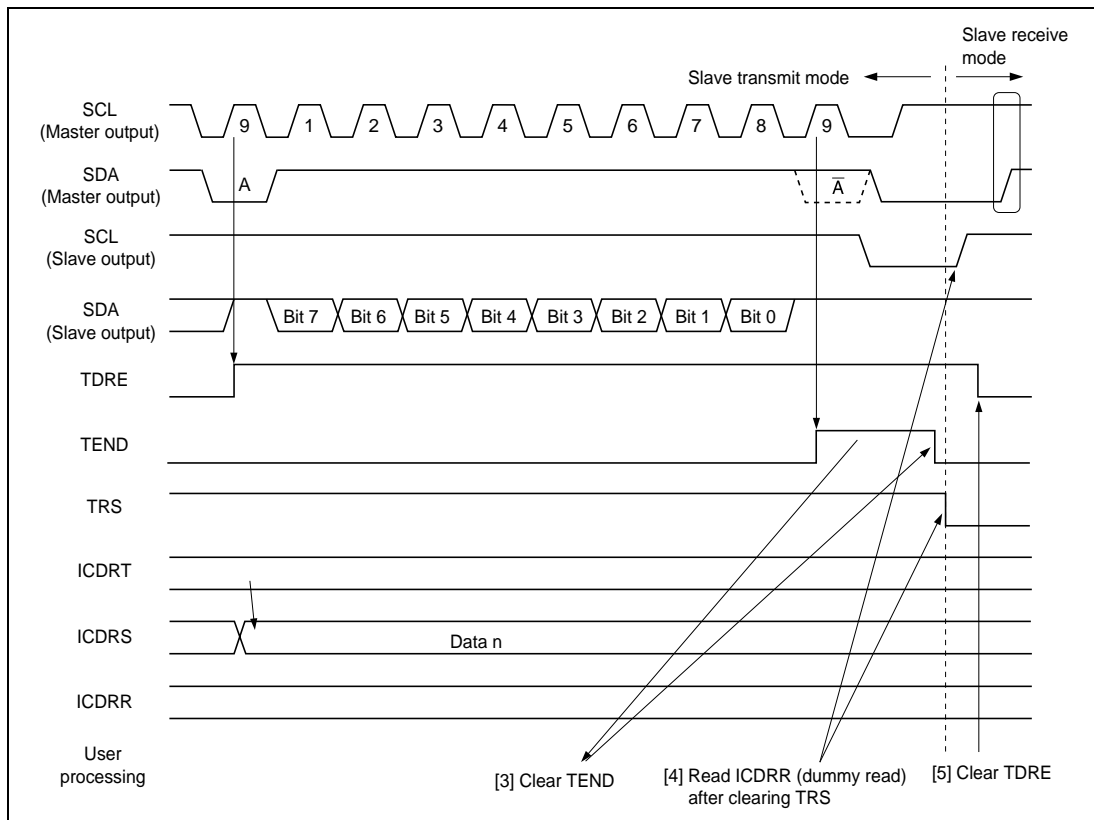 Slave receive
mode
Slave transmit mode
SCL
(Master output)
9 1 2 3 4 5 6 7 8 9
SDA
(Master output)
A A̅
SCL
(Slave output)
SDA
(Slave output)
Bit 7 Bit 6 Bit 5 Bit 4 Bit 3 Bit 2 Bit 1 Bit 0
TDRE
TEND
TRS
ICDRT
ICDRS
Data n
ICDRR
User
processing
[3] Clear TEND
[4] Read ICDRR (dummy read)
after clearing TRS
[5] Clear TDRE